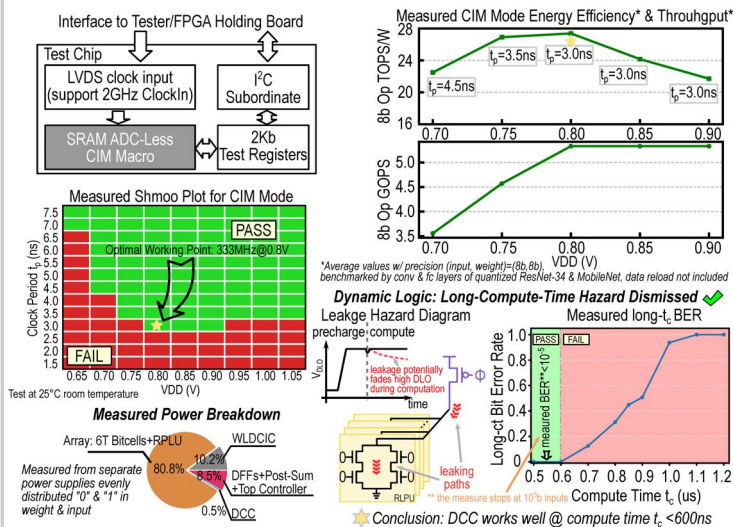 Interface to Tester/FPGA Holding Board
Test Chip
LVDS clock input
(support 2GHz ClockIn)
I²C
Subordinate
SRAM ADC-Less
CIM Macro
2Kb
Test Registers
Measured CIM Mode Energy Efficiency* & Throuhgput*
8b Op TOPS/W
28
24
20
16
tp=4.5ns
tp=3.5ns
tp=3.0ns
tp=3.0ns
tp=3.0ns
0.70
0.75
0.80
0.85
0.90
8b Op GOPS
5.0
4.5
4.0
3.5
0.70
0.75
0.80
0.85
0.90
VDD (V)
*Average values w/ precision (input, weight)=(8b,8b),
benchmarked by conv & fc layers of quantized ResNet-34 & MobileNet, data reload not included
Measured Shmoo Plot for CIM Mode
Clock Period tp (ns)
7.5
7.0
6.5
6.0
5.5
5.0
4.5
4.0
3.5
3.0
2.5
2.0
1.5
PASS
Optimal Working Point: 333MHz@0.8V
FAIL
0.65 0.70 0.75 0.80 0.85 0.90 0.95 1.00 1.05
VDD (V)
Test at 25°C room temperature
Measured Power Breakdown
Array: 6T Bitcells+RPLU
80.8%
10.2%
8.5%
0.5%
WLDCIC
DFFs+Post-Sum
+Top Controller
DCC
Measured from separate
power supplies evenly
distributed "0" & "1" in
weight & input
Dynamic Logic: Long-Compute-Time Hazard Dismissed ✔
Leakge Hazard Diagram
precharge compute
VDLO
leakage potentially
fades high DLO
during computation
time
Φ
RLPU
leaking
paths
Measured long-tc BER
Long-ct Bit Error Rate
1.0
0.8
0.6
0.4
0.2
0
PASS
FAIL
meaured BER**<10⁻⁵
0.5 0.6 0.7 0.8 0.9 1.0 1.1 1.2
** the measure stops at 10⁵b inputs
Compute Time tc (us)
Conclusion: DCC works well @ compute time tc <600ns